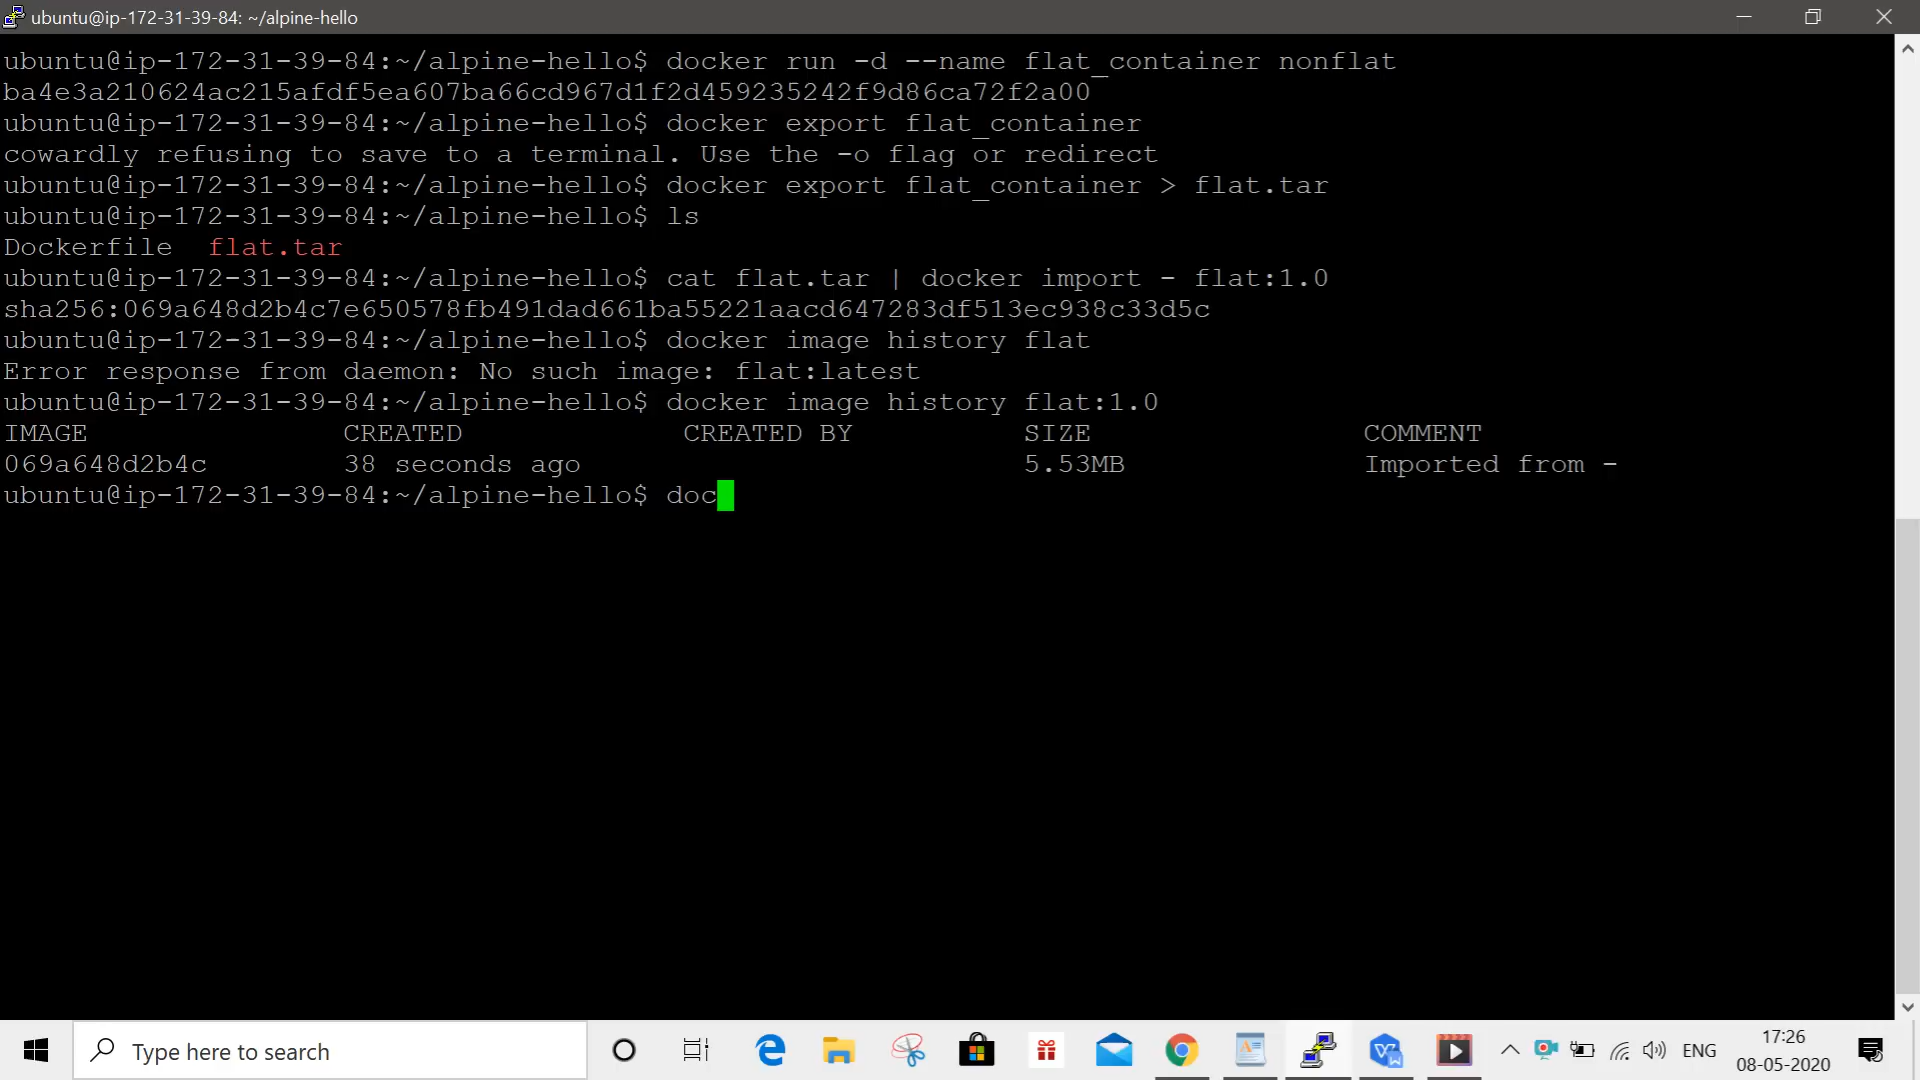 ubuntu@ip-172-31-39-84: ~/alpine-hello
ubuntu@ip-172-31-39-84:~/alpine-hello$ docker run -d --name flat_container nonflat
ba4e3a210624ac215afdf5ea607ba66cd967d1f2d459235242f9d86ca72f2a00
ubuntu@ip-172-31-39-84:~/alpine-hello$ docker export flat_container
cowardly refusing to save to a terminal. Use the -o flag or redirect
ubuntu@ip-172-31-39-84:~/alpine-hello$ docker export flat_container > flat.tar
ubuntu@ip-172-31-39-84:~/alpine-hello$ ls
Dockerfile  flat.tar
ubuntu@ip-172-31-39-84:~/alpine-hello$ cat flat.tar | docker import - flat:1.0
sha256:069a648d2b4c7e650578fb491dad661ba55221aacd647283df513ec938c33d5c
ubuntu@ip-172-31-39-84:~/alpine-hello$ docker image history flat
Error response from daemon: No such image: flat:latest
ubuntu@ip-172-31-39-84:~/alpine-hello$ docker image history flat:1.0
IMAGE               CREATED             CREATED BY          SIZE                COMMENT
069a648d2b4c        38 seconds ago                          5.53MB              Imported from -
ubuntu@ip-172-31-39-84:~/alpine-hello$ doc
Type here to search
ENG
17:26
08-05-2020